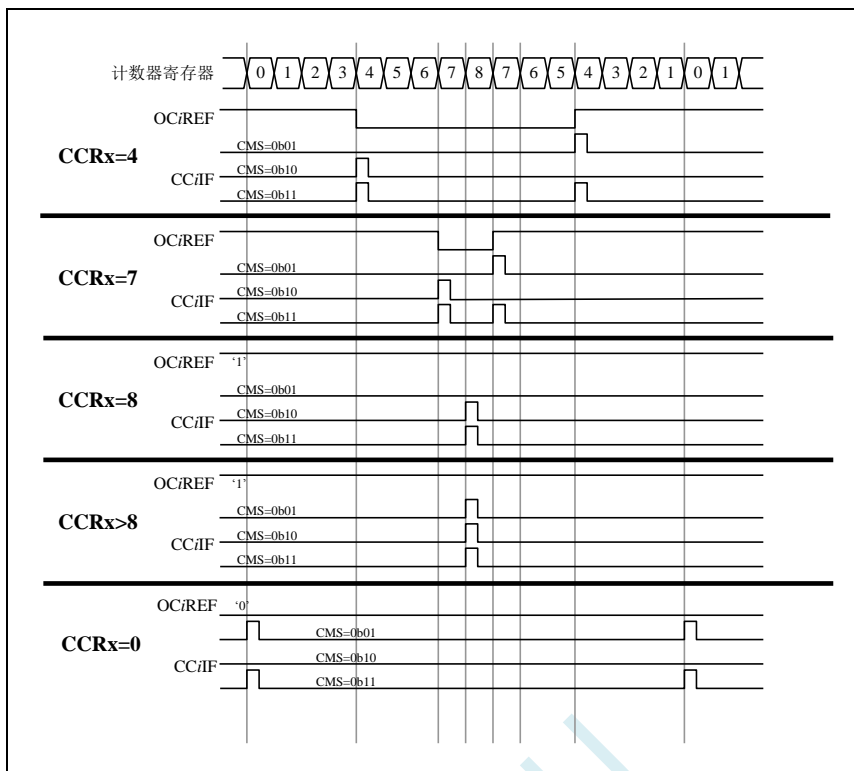 计数器寄存器 0 1 2 3 4 5 6 7 8 7 6 5 4 3 2 1 0 1
OCiREF
CCRx=4
CMS=0b01
CCiIF
CMS=0b10
CMS=0b11
OCiREF
CCRx=7
CMS=0b01
CCiIF
CMS=0b10
CMS=0b11
OCiREF ‘1’
CCRx=8
CMS=0b01
CCiIF
CMS=0b10
CMS=0b11
OCiREF ‘1’
CCRx>8
CMS=0b01
CCiIF
CMS=0b10
CMS=0b11
OCiREF ‘0’
CCRx=0
CMS=0b01
CCiIF
CMS=0b10
CMS=0b11